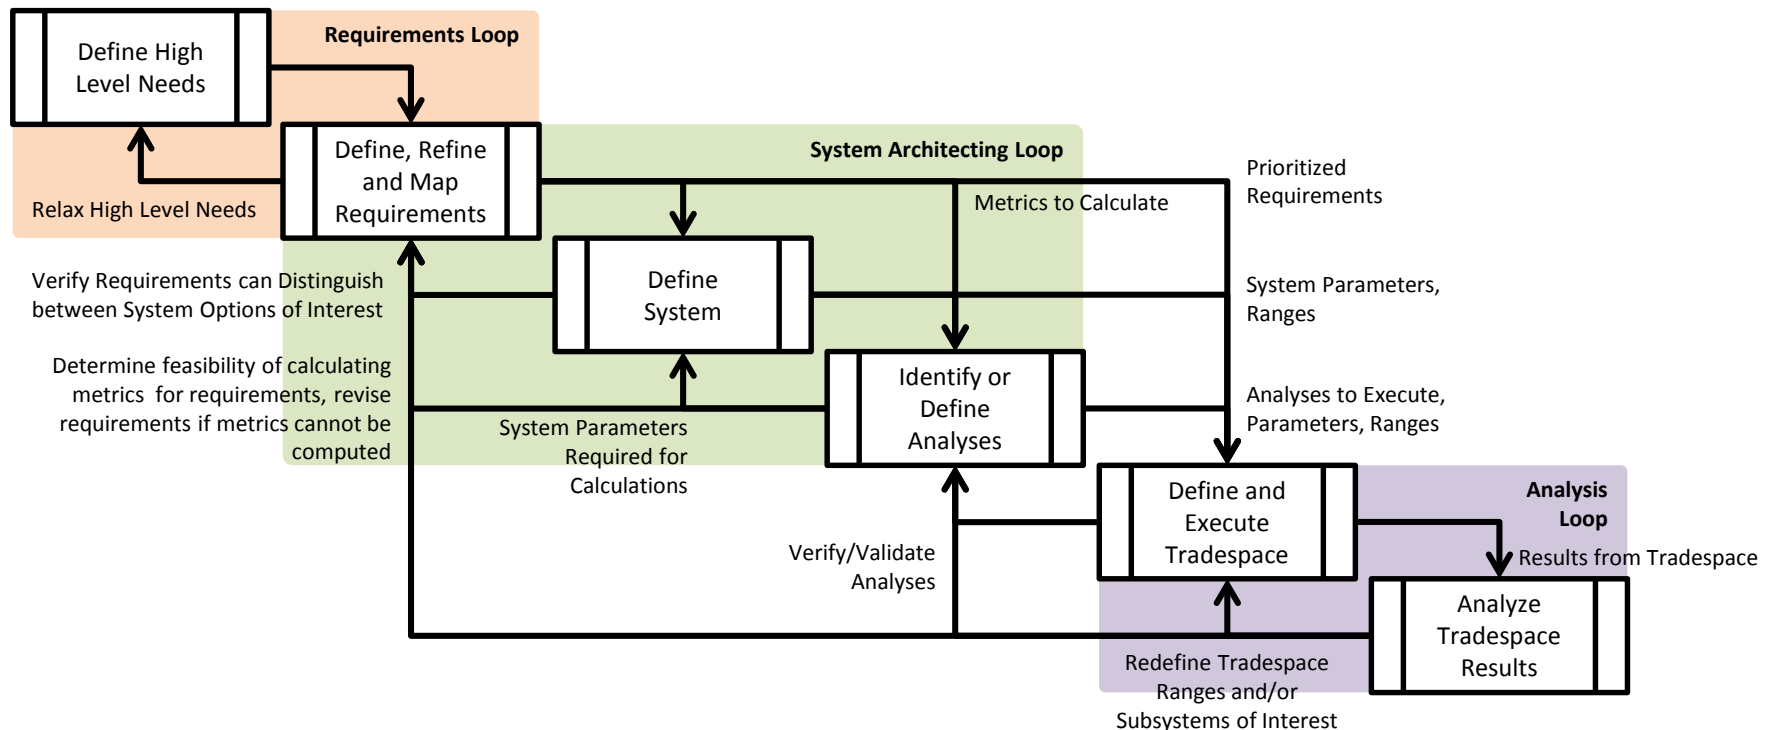 Define High
Level Needs
Requirements Loop
Define, Refine
and Map
Requirements
System Architecting Loop
Prioritized
Requirements
Relax High Level Needs
Metrics to Calculate
Verify Requirements can Distinguish
between System Options of Interest
Define
System
System Parameters,
Ranges
Determine feasibility of calculating
metrics for requirements, revise
requirements if metrics cannot be
computed
Identify or
Define
Analyses
Analyses to Execute,
Parameters, Ranges
System Parameters
Required for
Calculations
Define and
Execute
Tradespace
Analysis
Loop
Verify/Validate
Analyses
Results from Tradespace
Analyze
Tradespace
Results
Redefine Tradespace
Ranges and/or
Subsystems of Interest